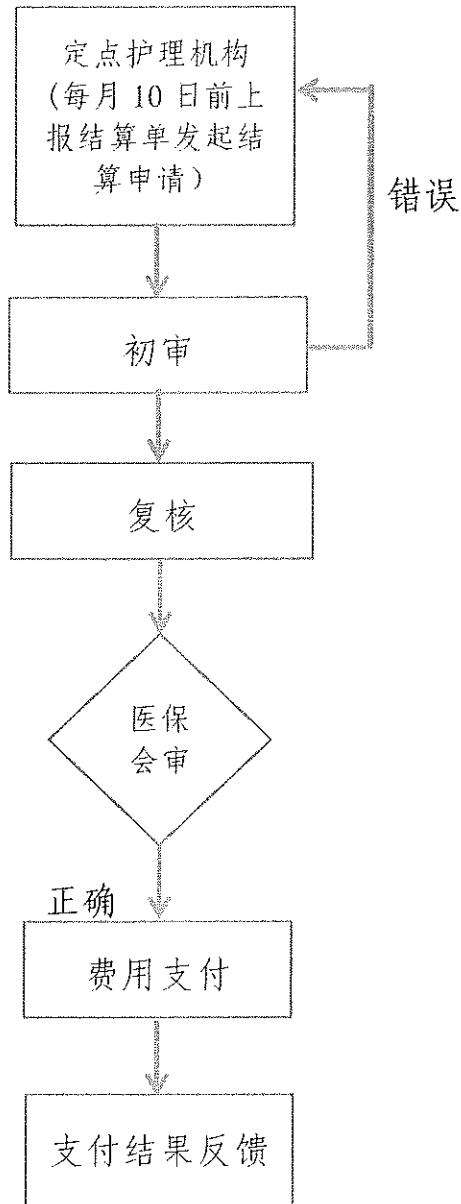 定点护理机构
(每月 10 日前上
报结算单发起结
算申请)
错误
初审
复核
医保
会审
正确
费用支付
支付结果反馈